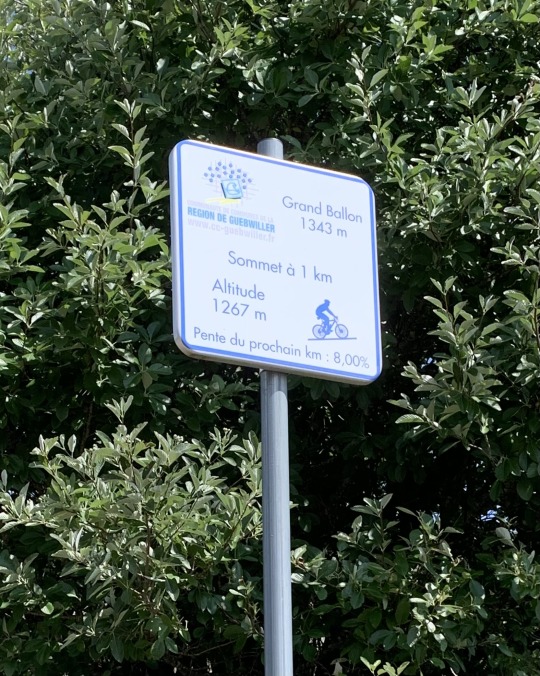 REGION DE GUEBWILLER
www.cc-guebwiller.fr
Grand Ballon
1343 m
Sommet à 1 km
Altitude
1267 m
Pente du prochain km : 8,00%